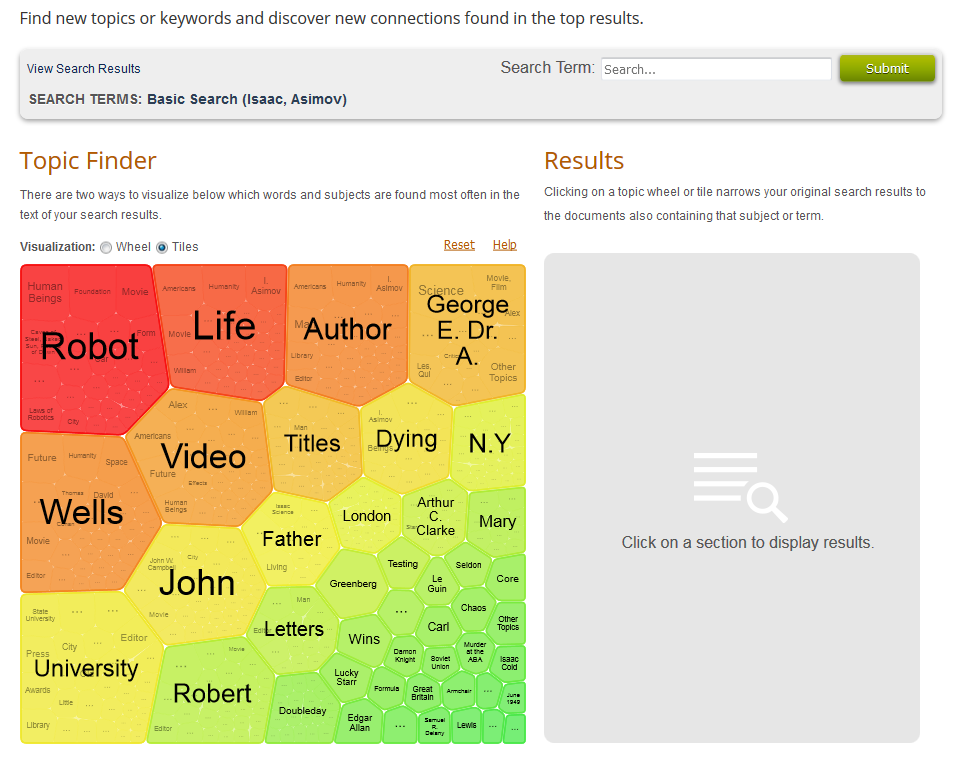 Find new topics or keywords and discover new connections found in the top results.
View Search Results
Search Term:
Search...
Submit
SEARCH TERMS: Basic Search (Isaac, Asimov)
Topic Finder
There are two ways to visualize below which words and subjects are found most often in the
text of your search results.
Visualization: Wheel Tiles
Reset Help
Results
Clicking on a topic wheel or tile narrows your original search results to
the documents also containing that subject or term.
Human
Beings
Foundation
Movie
Form
Robot
...
Laws of
Robotics
City
Americans
Humanity
I.
Asimov
Life
Movie
William
Americans
Humanity
I.
Asimov
Author
Library
Editor
Movie,
Film
Science
Alex
George
E. Dr.
A.
...
Les,
Qui
Other
Topics
Future
Humanity
Space
Thomas
David
Wells
Movie
Editor
Alex
William
Americans
Video
Future
Effects
Human
Beings
...
Man
Titles
...
I.
Asimov
Dying
Beings
N.Y
Isaac
Science
Father
Living
London
Arthur
C.
Clarke
Mary
John W.
Campbell
City
John
Movie
Greenberg
Testing
Le
Guin
Seldon
Core
State
University
...
Editor
City
Press
University
Awards
Little
Library
Man
Letters
Wins
...
Carl
Chaos
Other
Topics
Movie
Robert
Editor
Doubleday
Lucky
Starr
Damon
Knight
Soviet
Union
Murder
at the
ABA
Isaac
Cold
Formula
Great
Britain
Armchair
...
June
1949
Edgar
Allan
...
Samuel
R.
Delany
Lewis
...
...
Click on a section to display results.